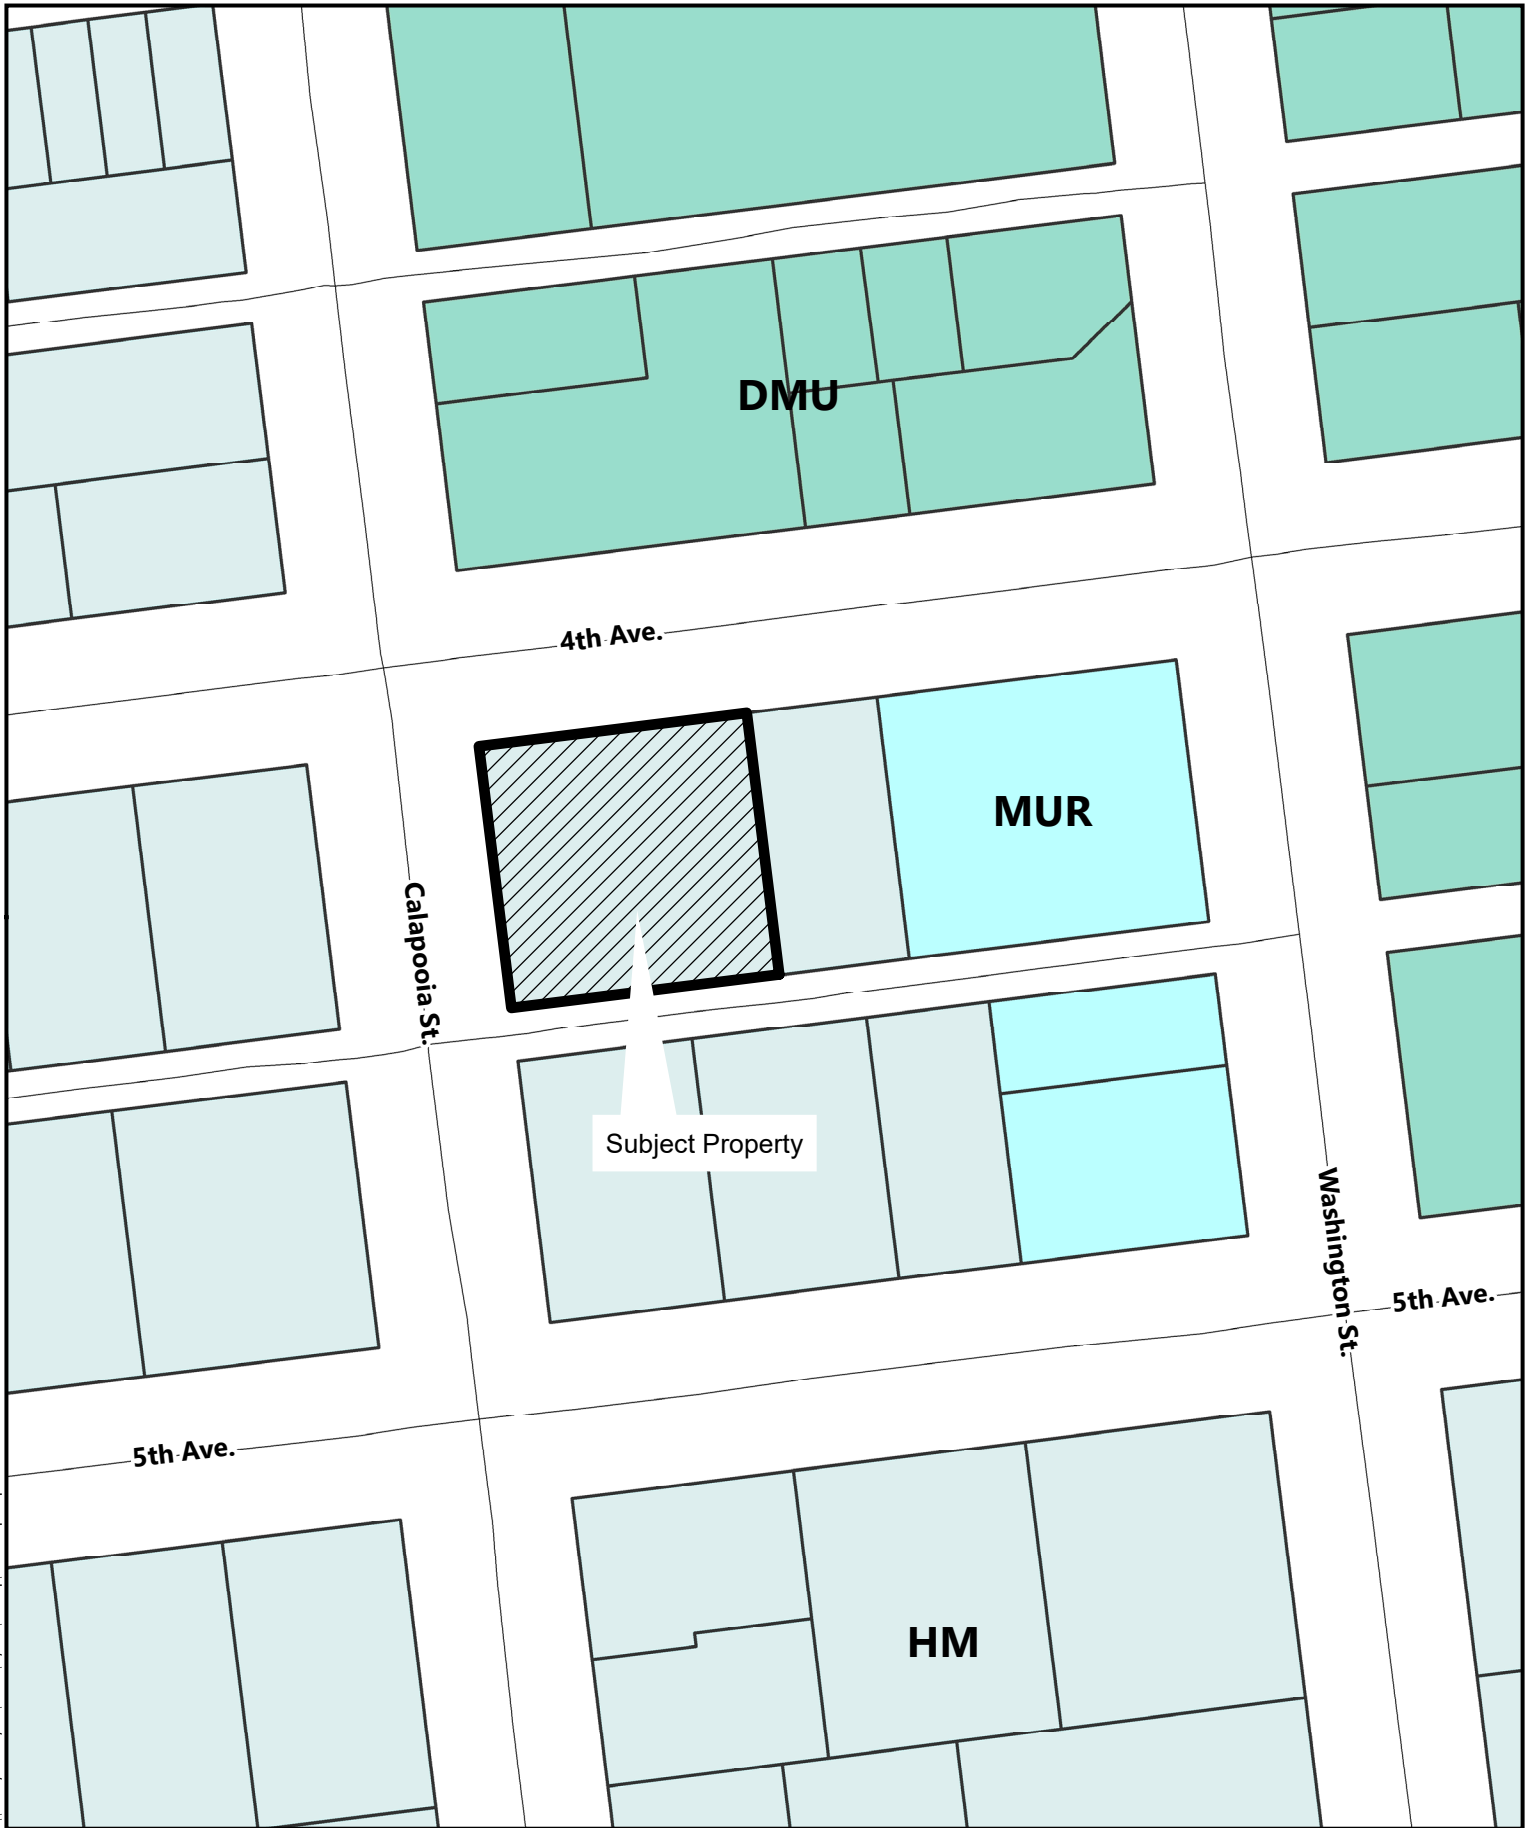 DMU
4th Ave.
MUR
Calapooia St.
Subject Property
Washington St.
5th Ave.
5th Ave.
HM